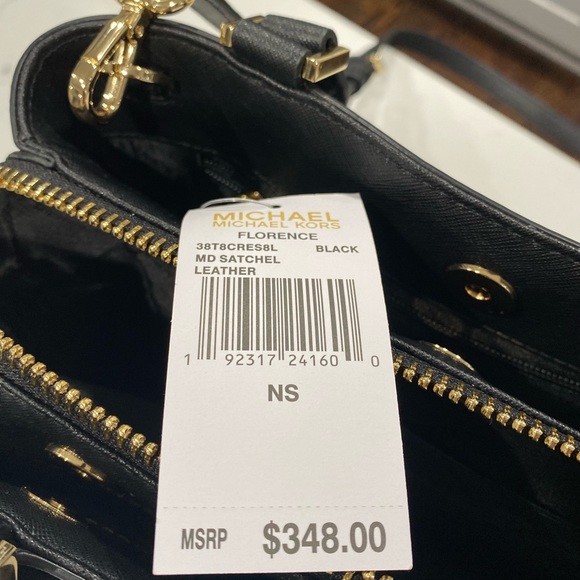 MICHAEL
MICHAEL KORS
FLORENCE
38T8CRES8L BLACK
MD SATCHEL
LEATHER
1 92317 24160 0
NS
MSRP $348.00